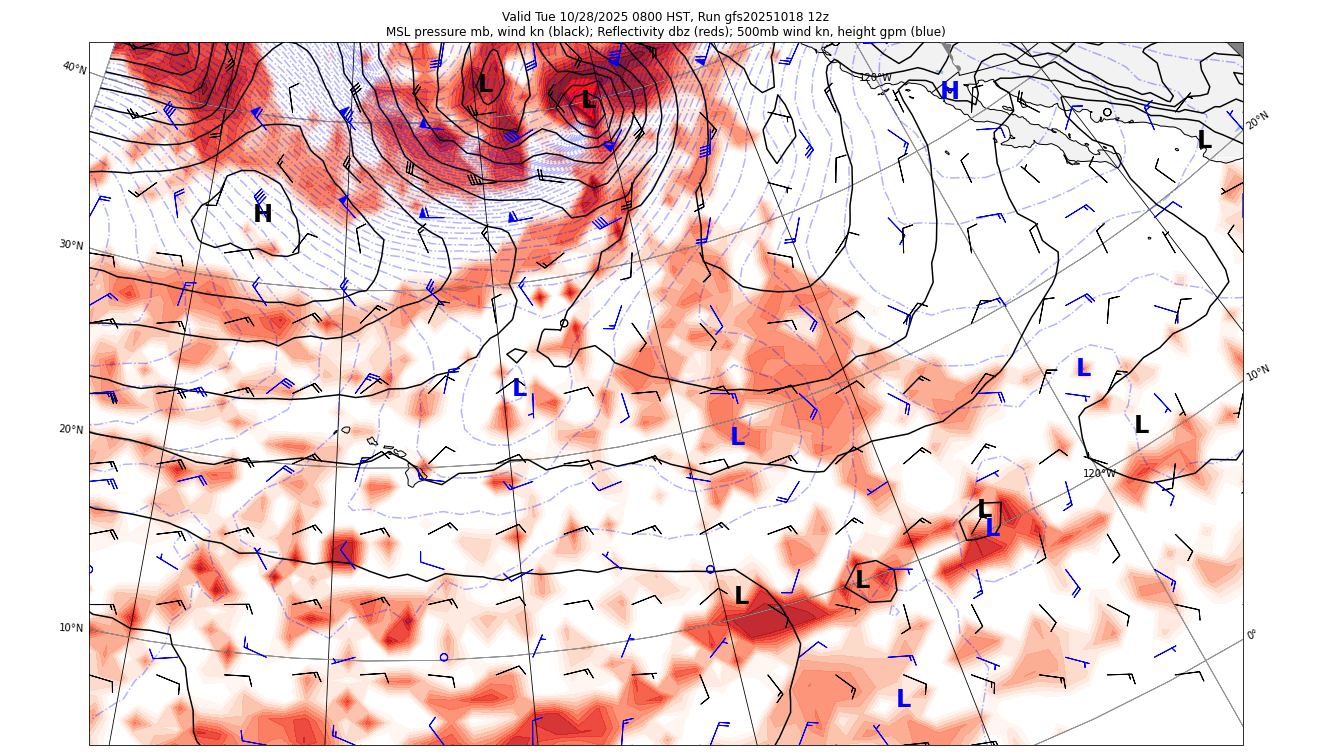 Valid Tue 10/28/2025 0800 HST, Run gfs20251018 12z
MSL pressure mb, wind kn (black); Reflectivity dbz (reds); 500mb wind kn, height gpm (blue)
40°N
120°W
20°N
L
L
H
L
H
30°N
10°N
L
L
20°N
L
L
120°W
L
L
L
L
10°N
0°
L